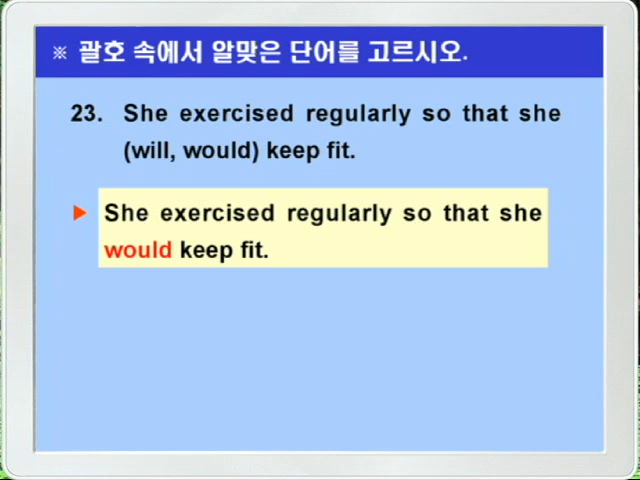 ※ 괄호 속에서 알맞은 단어를 고르시오.
23. She exercised regularly so that she
(will, would) keep fit.
▶ She exercised regularly so that she
would keep fit.